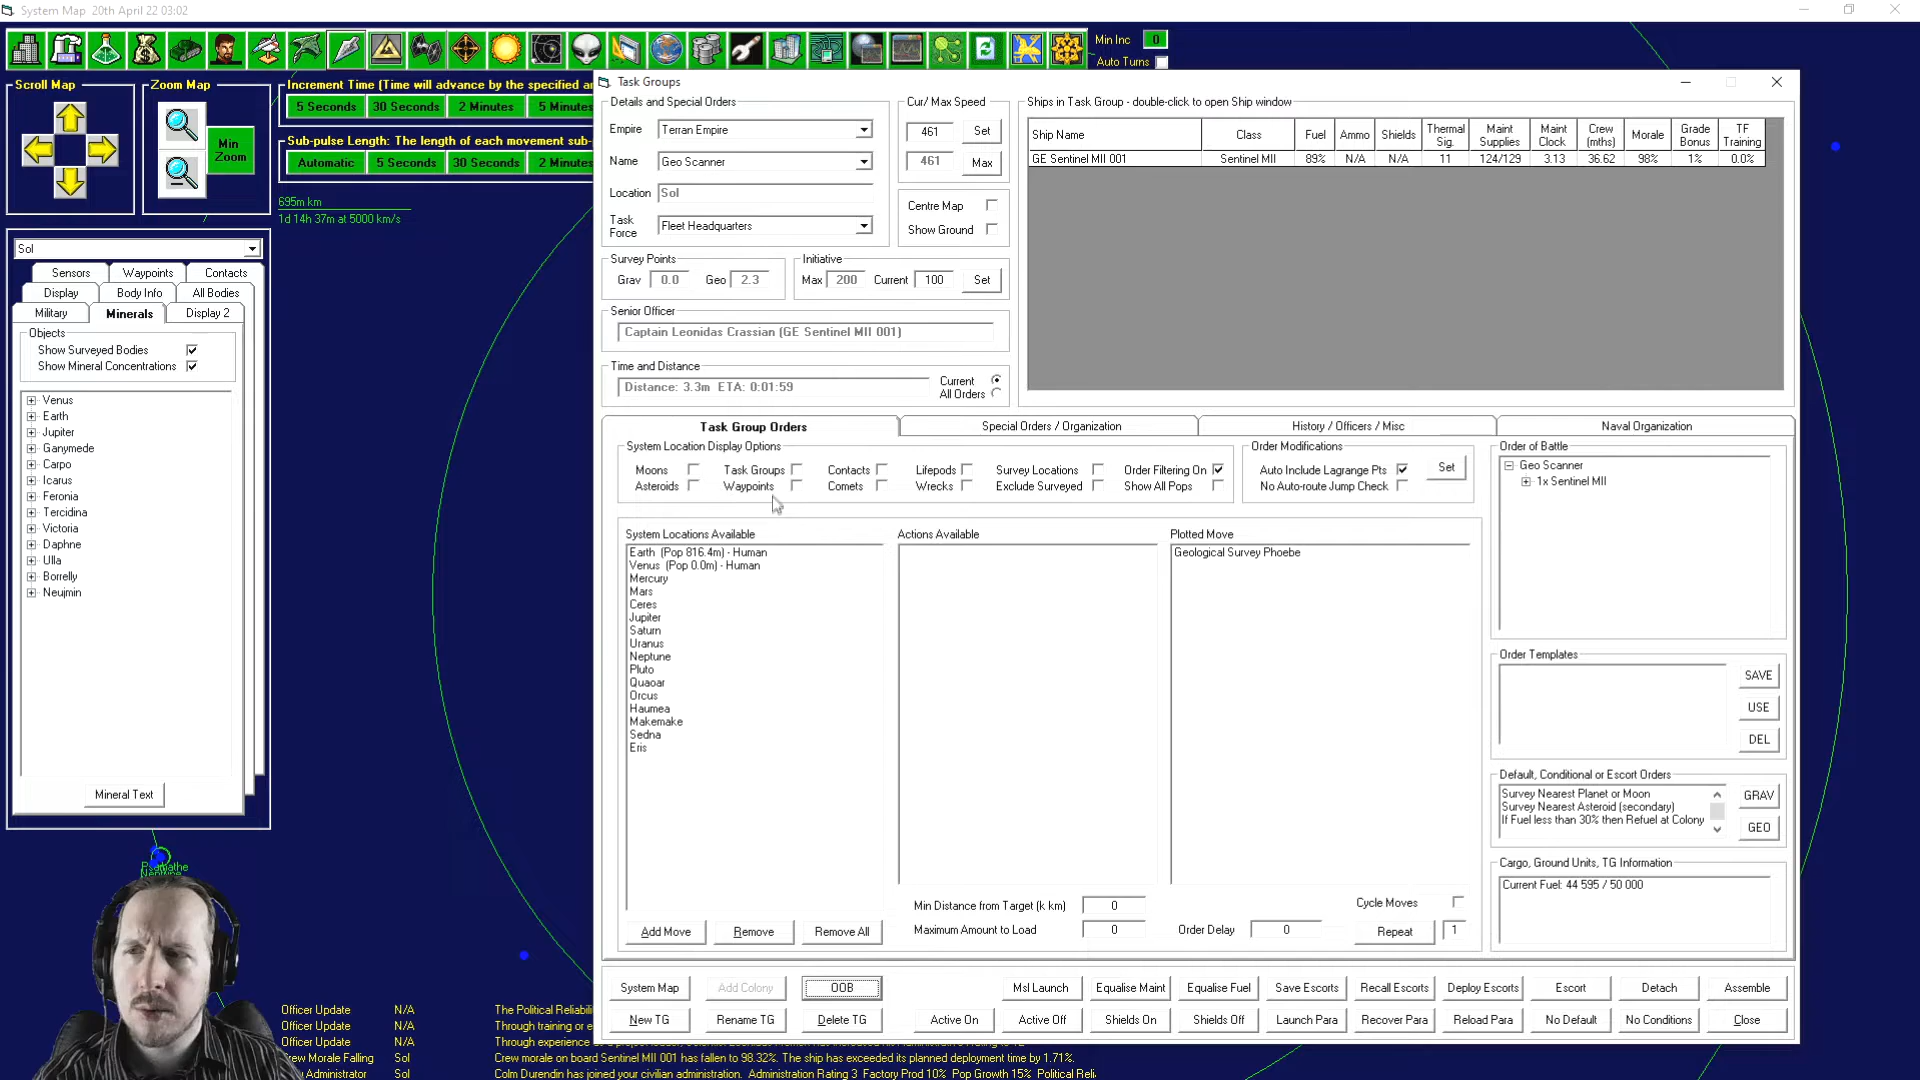 System Map  20th April 22 03:02
Min Inc 0
Auto Turns
Scroll Map
Zoom Map
Min Zoom
Increment Time (Time will advance by the specified
5 Seconds 30 Seconds 2 Minutes 5 Minutes
Sub-pulse Length: The length of each movement sub-
Automatic 5 Seconds 30 Seconds 2 Minutes
695m km
1d 14h 37m at 5000 km/s
Sol
Sensors Waypoints Contacts
Display Body Info All Bodies
Military Minerals Display 2
Objects
Show Surveyed Bodies
Show Mineral Concentrations
Venus
Earth
Jupiter
Ganymede
Carpo
Icarus
Feronia
Tercidina
Victoria
Daphne
Ulla
Borrelly
Neujmin
Mineral Text
Psamathe
Neptune
Task Groups
Details and Special Orders
Empire Terran Empire
Name Geo Scanner
Location Sol
Task Force Fleet Headquarters
Cur/ Max Speed
461 Set
461 Max
Centre Map
Show Ground
Survey Points
Grav 0.0 Geo 2.3
Initiative
Max 200 Current 100 Set
Senior Officer
Captain Leonidas Crassian (GE Sentinel MII 001)
Time and Distance
Distance: 3.3m ETA: 0:01:59
Current
All Orders
Ships in Task Group - double-click to open Ship window
Ship Name Class Fuel Ammo Shields Thermal Sig. Maint Supplies Maint Clock Crew (mths) Morale Grade Bonus TF Training
GE Sentinel MII 001 Sentinel MII 89% N/A N/A 11 124/129 3.13 36.62 98% 1% 0.0%
Task Group Orders Special Orders / Organization History / Officers / Misc Naval Organization
System Location Display Options
Moons Task Groups Contacts Lifepods Survey Locations Order Filtering On
Asteroids Waypoints Comets Wrecks Exclude Surveyed Show All Pops
Order Modifications
Auto Include Lagrange Pts
No Auto-route Jump Check
Set
Order of Battle
Geo Scanner
1x Sentinel MII
System Locations Available
Earth  (Pop 816.4m) - Human
Venus  (Pop 0.0m) - Human
Mercury
Mars
Ceres
Jupiter
Saturn
Uranus
Neptune
Pluto
Quaoar
Orcus
Haumea
Makemake
Sedna
Eris
Actions Available
Plotted Move
Geological Survey Phoebe
Order Templates
SAVE
USE
DEL
Default, Conditional or Escort Orders
Survey Nearest Planet or Moon
Survey Nearest Asteroid (secondary)
If Fuel less than 30% then Refuel at Colony
GRAV
GEO
Cargo, Ground Units, TG Information
Current Fuel: 44 595 / 50 000
Min Distance from Target (k km) 0
Cycle Moves
Add Move Remove Remove All
Maximum Amount to Load 0 Order Delay 0 Repeat 1
System Map Add Colony OOB Msl Launch Equalise Maint Equalise Fuel Save Escorts Recall Escorts Deploy Escorts Escort Detach Assemble
New TG Rename TG Delete TG Active On Active Off Shields On Shields Off Launch Para Recover Para Reload Para No Default No Conditions Close
Officer Update N/A The Political Reliabili
Officer Update N/A Through training or e
Officer Update N/A Through experience
Crew Morale Falling Sol Crew morale on board Sentinel MII 001 has fallen to 98.32%. The ship has exceeded its planned deployment time by 1.71%.
Administrator Sol Colm Durendin has joined your civilian administration.  Administration Rating 3  Factory Prod 10%  Pop Growth 15%  Political Reli